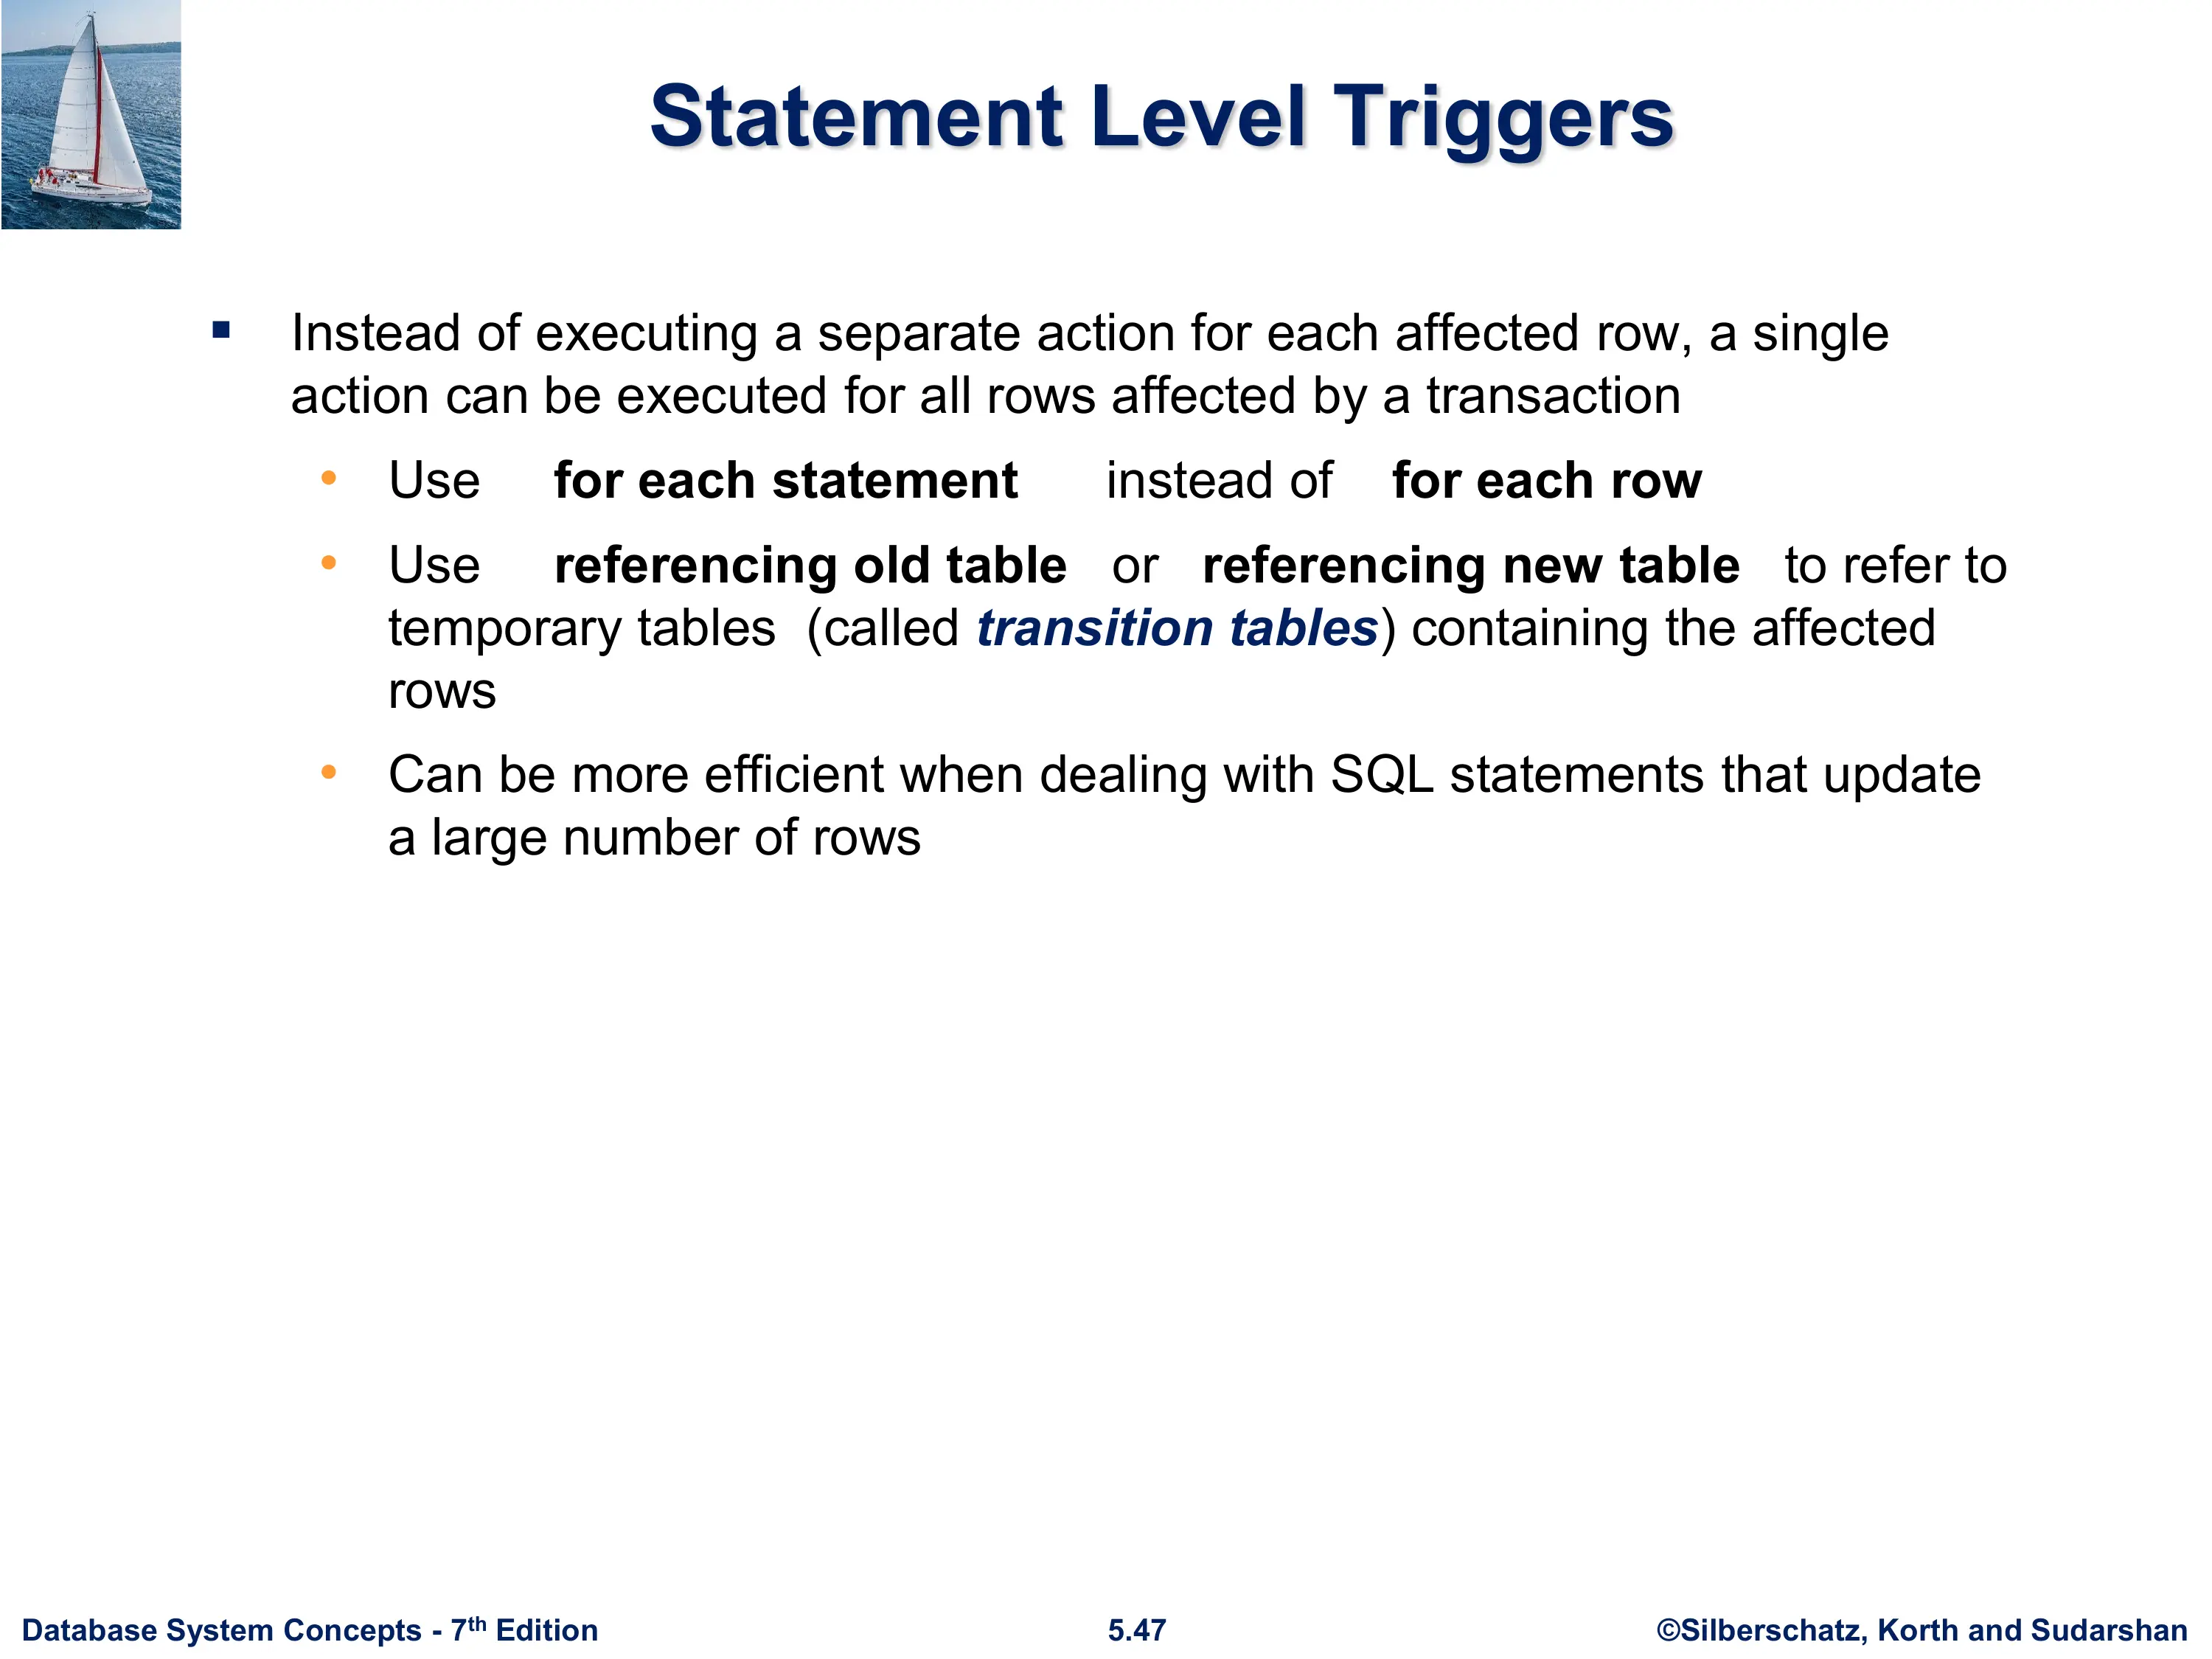 Statement Level Triggers
▪ Instead of executing a separate action for each affected row, a single
action can be executed for all rows affected by a transaction
• Use for each statement instead of for each row
• Use referencing old table or referencing new table to refer to
temporary tables (called transition tables) containing the affected
rows
• Can be more efficient when dealing with SQL statements that update
a large number of rows
Database System Concepts - 7th Edition
5.47
©Silberschatz, Korth and Sudarshan